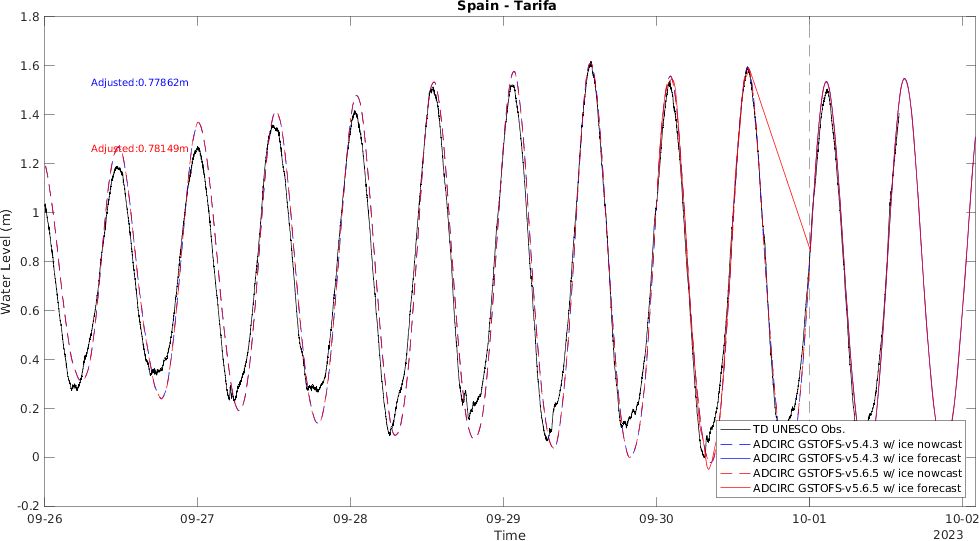 Spain - Tarifa
1.8
1.6
1.4
1.2
1
0.8
0.6
0.4
0.2
0
-0.2
Water Level (m)
Adjusted:0.77862m
Adjusted:0.78149m
TD UNESCO Obs.
ADCIRC GSTOFS-v5.4.3 w/ ice nowcast
ADCIRC GSTOFS-v5.4.3 w/ ice forecast
ADCIRC GSTOFS-v5.6.5 w/ ice nowcast
ADCIRC GSTOFS-v5.6.5 w/ ice forecast
09-26 09-27 09-28 09-29 09-30 10-01 10-02
Time 2023